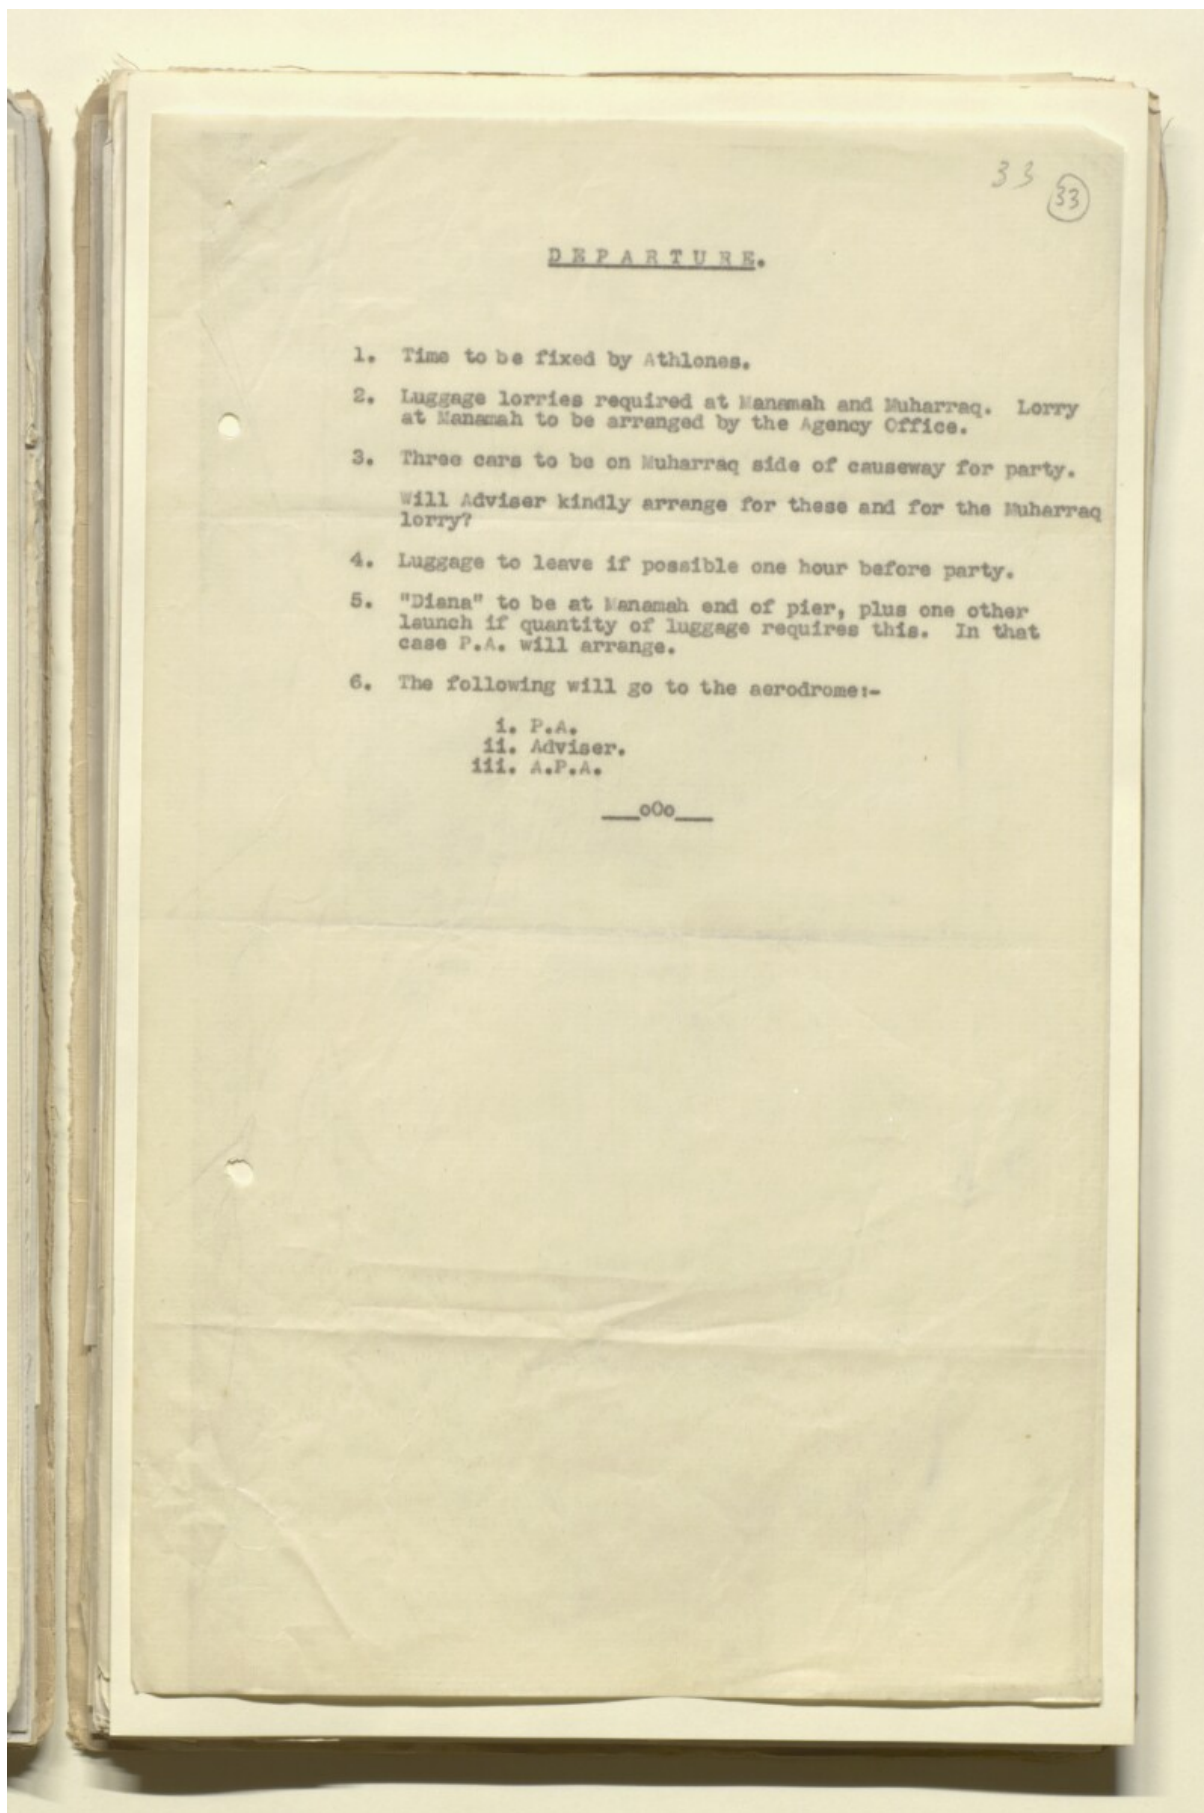 33
33
DEPARTURE.
1. Time to be fixed by Athlones.
2. Luggage lorries required at Manamah and Muharraq. Lorry
at Manamah to be arranged by the Agency Office.
3. Three cars to be on Muharraq side of causeway for party.
Will Adviser kindly arrange for these and for the Muharraq
lorry?
4. Luggage to leave if possible one hour before party.
5. "Diana" to be at Manamah end of pier, plus one other
launch if quantity of luggage requires this. In that
case P.A. will arrange.
6. The following will go to the aerodrome:-
i. P.A.
ii. Adviser.
iii. A.P.A.
___oOo___